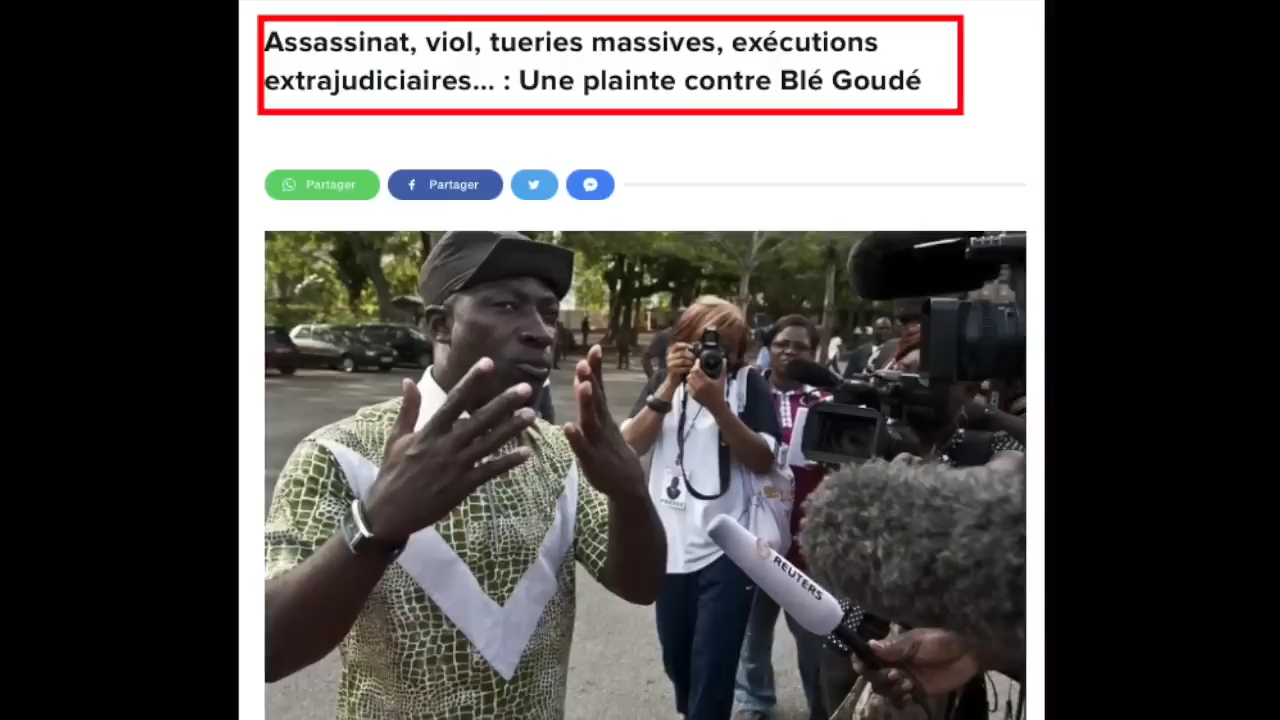 Assassinat, viol, tueries massives, exécutions
extrajudiciaires... : Une plainte contre Blé Goudé
Partager
Partager
REUTERS